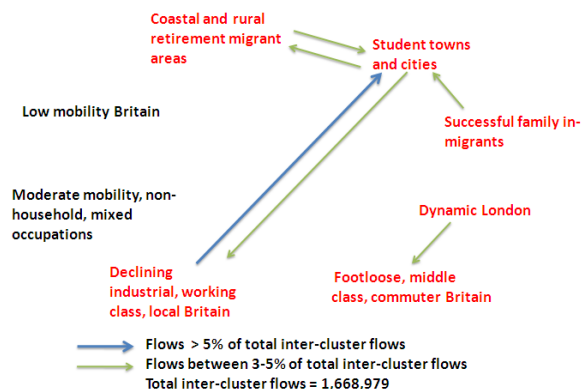 Coastal and rural
retirement migrant
areas
Student towns
and cities
Low mobility Britain
Successful family in-
migrants
Moderate mobility, non-
household, mixed
occupations
Dynamic London
Declining
industrial, working
class, local Britain
Footloose, middle
class, commuter Britain
Flows > 5% of total inter-cluster flows
Flows between 3-5% of total inter-cluster flows
Total inter-cluster flows = 1,668,979